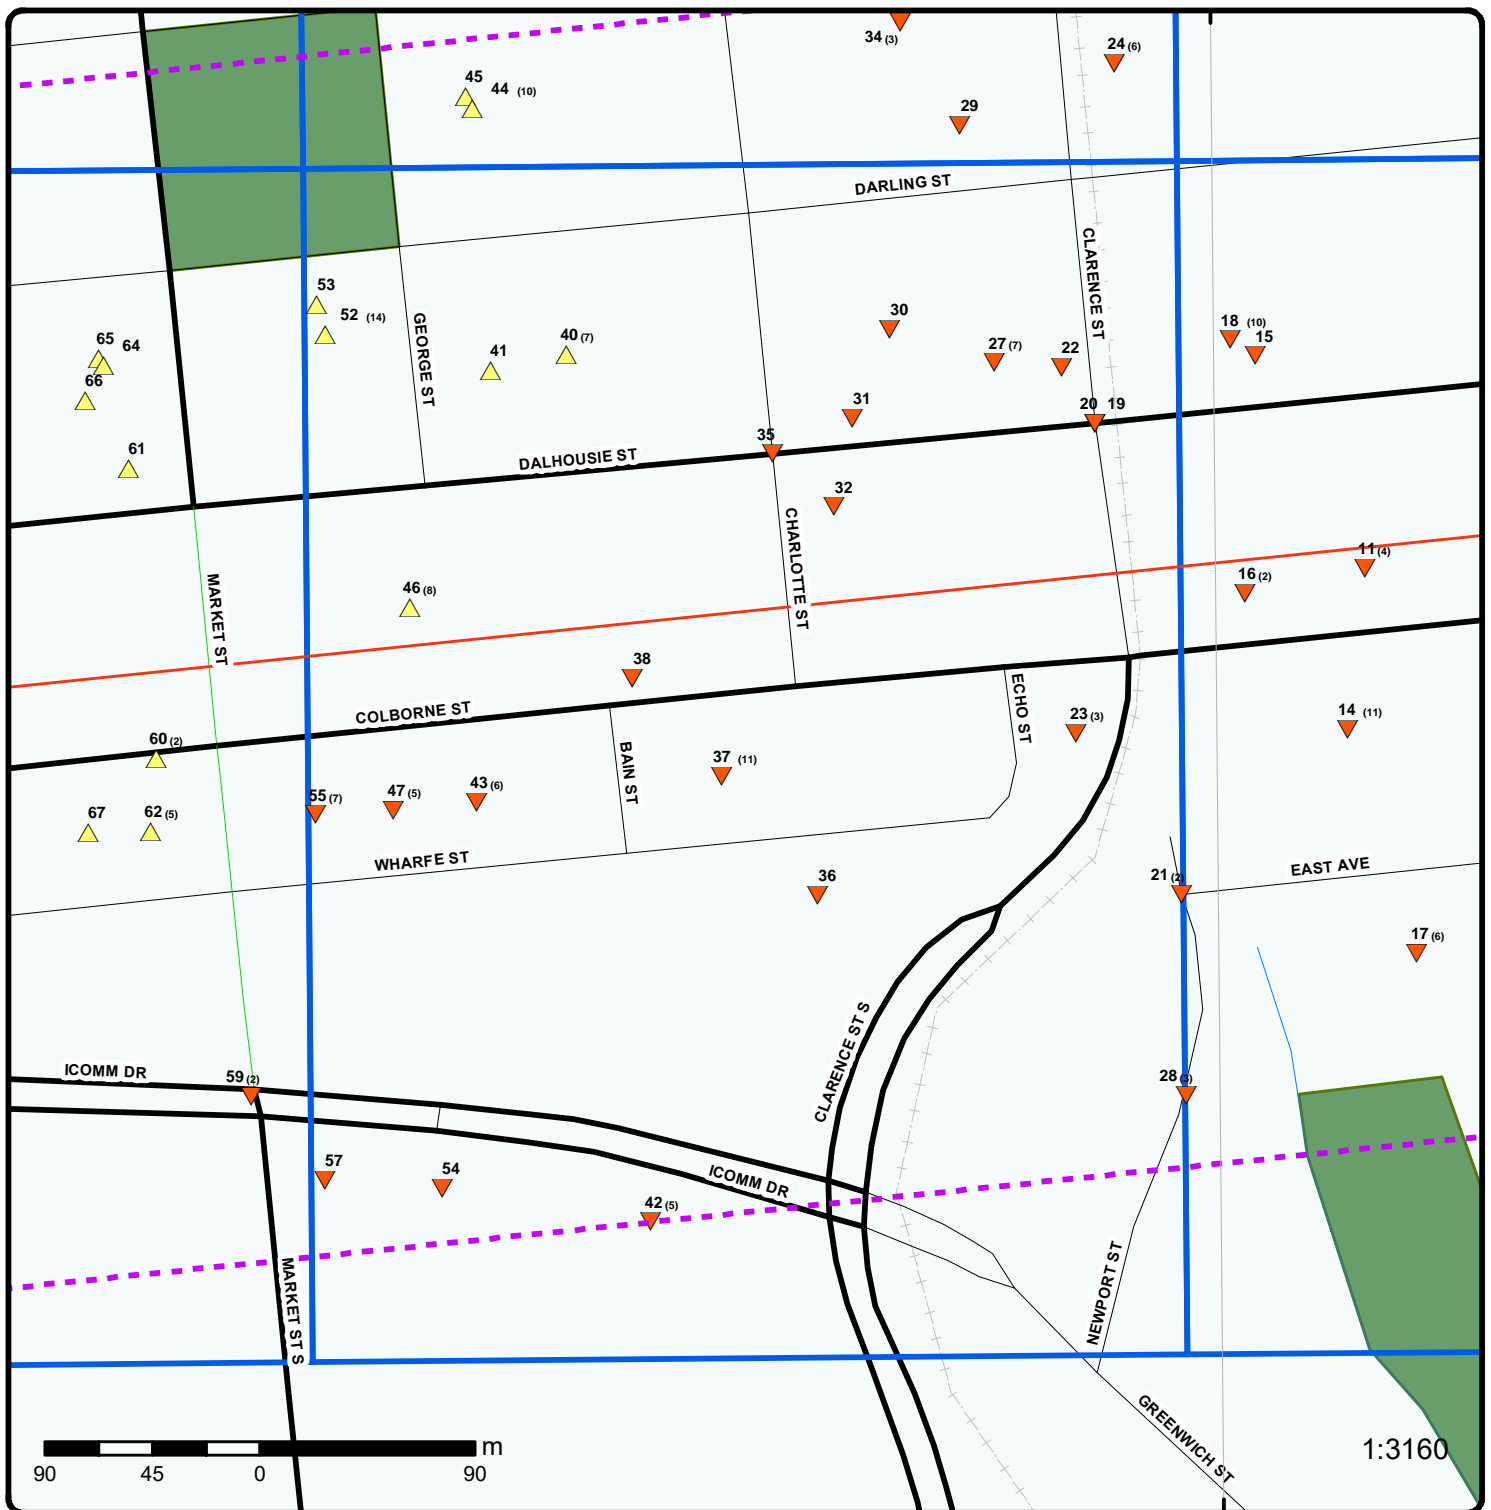 34 (3)
24 (6)
45
44 (10)
29
DARLING ST
CLARENCE ST
53
52 (14)
GEORGE ST
30
18 (10)
15
65 64
66
41
40 (7)
27 (7)
22
31
20 19
35
61
DALHOUSIE ST
32
CHARLOTTE ST
11 (4)
16 (2)
MARKET ST
46 (8)
38
ECHO ST
COLBORNE ST
23 (3)
14 (11)
60 (2)
BAIN ST
37 (11)
67
62 (5)
55 (7)
47 (5)
43 (6)
WHARFE ST
36
21 (2)
EAST AVE
17 (6)
CLARENCE ST S
ICOMM DR
59 (2)
28 (3)
57
54
ICOMM DR
42 (5)
MARKET ST S
NEWPORT ST
GREENWICH ST
m
90 45 0 90
1:3160